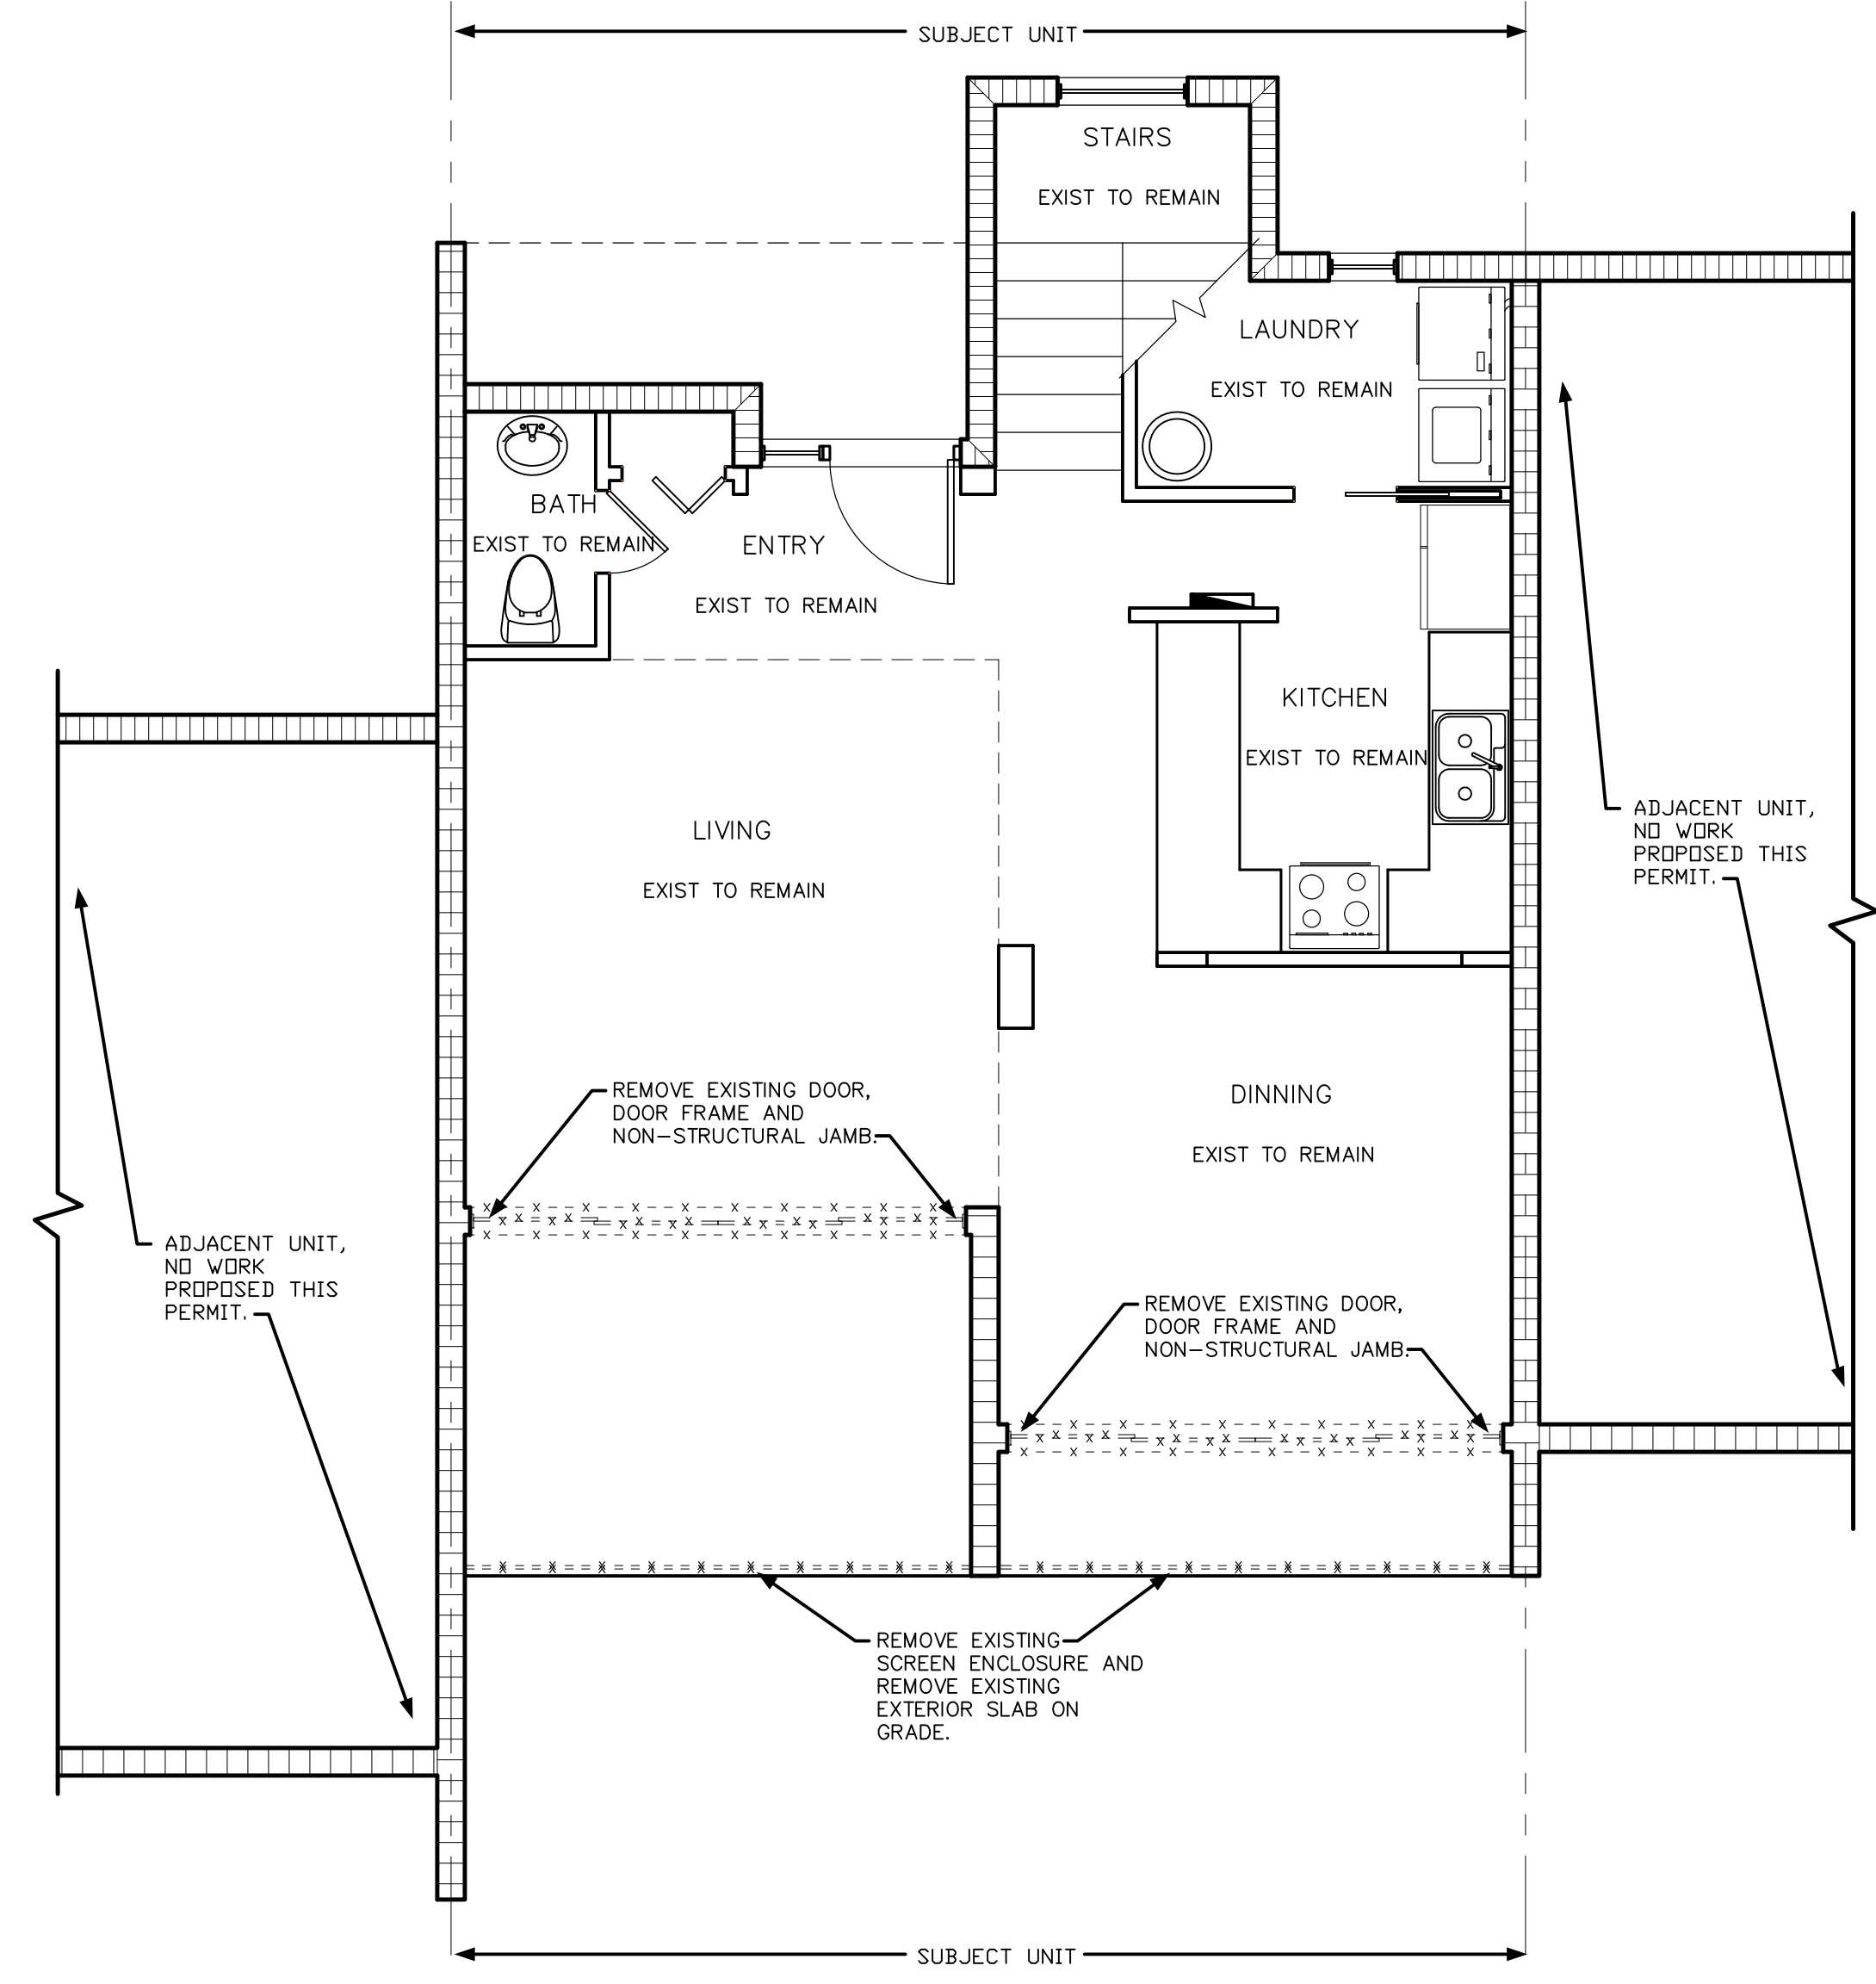 SUBJECT UNIT
STAIRS
EXIST TO REMAIN
LAUNDRY
EXIST TO REMAIN
BATH
EXIST TO REMAIN
ENTRY
EXIST TO REMAIN
KITCHEN
EXIST TO REMAIN
LIVING
EXIST TO REMAIN
ADJACENT UNIT,
NO WORK
PROPOSED THIS
PERMIT.
REMOVE EXISTING DOOR,
DOOR FRAME AND
NON-STRUCTURAL JAMB.
DINNING
EXIST TO REMAIN
ADJACENT UNIT,
NO WORK
PROPOSED THIS
PERMIT.
REMOVE EXISTING DOOR,
DOOR FRAME AND
NON-STRUCTURAL JAMB.
REMOVE EXISTING
SCREEN ENCLOSURE AND
REMOVE EXISTING
EXTERIOR SLAB ON
GRADE.
SUBJECT UNIT